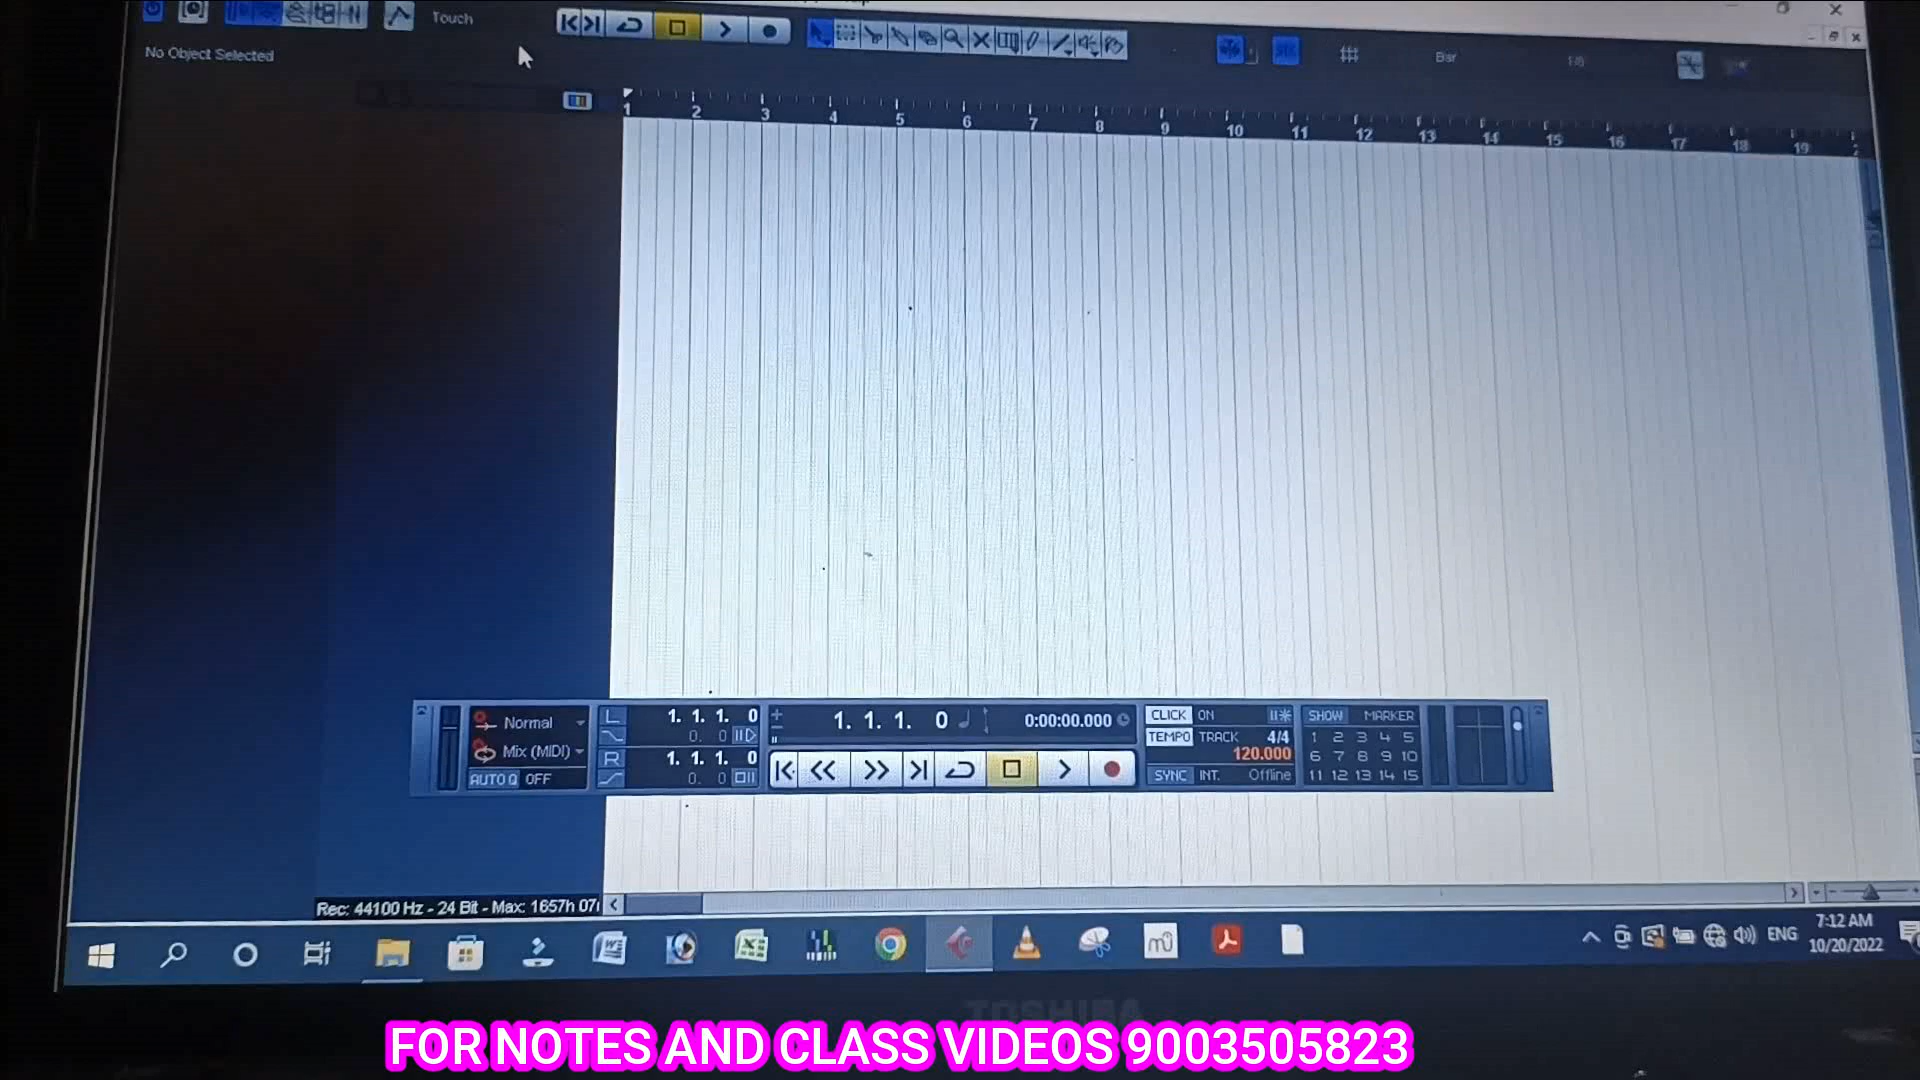 Touch
No Object Selected
Bar
1/8
1 2 3 4 5 6 7 8 9 10 11 12 13 14 15 16 17 18 19
Normal
Mix (MIDI)
AUTO Q OFF
L 1. 1. 1. 0
0. 0
R 1. 1. 1. 0
0. 0
1. 1. 1. 0
0:00:00.000
CLICK ON
TEMPO TRACK 4/4
120.000
SYNC INT. Offline
SHOW MARKER
1 2 3 4 5
6 7 8 9 10
11 12 13 14 15
Rec: 44100 Hz - 24 Bit - Max: 1657h 07
ENG
7:12 AM
10/20/2022
TOSHIBA
FOR NOTES AND CLASS VIDEOS 9003505823